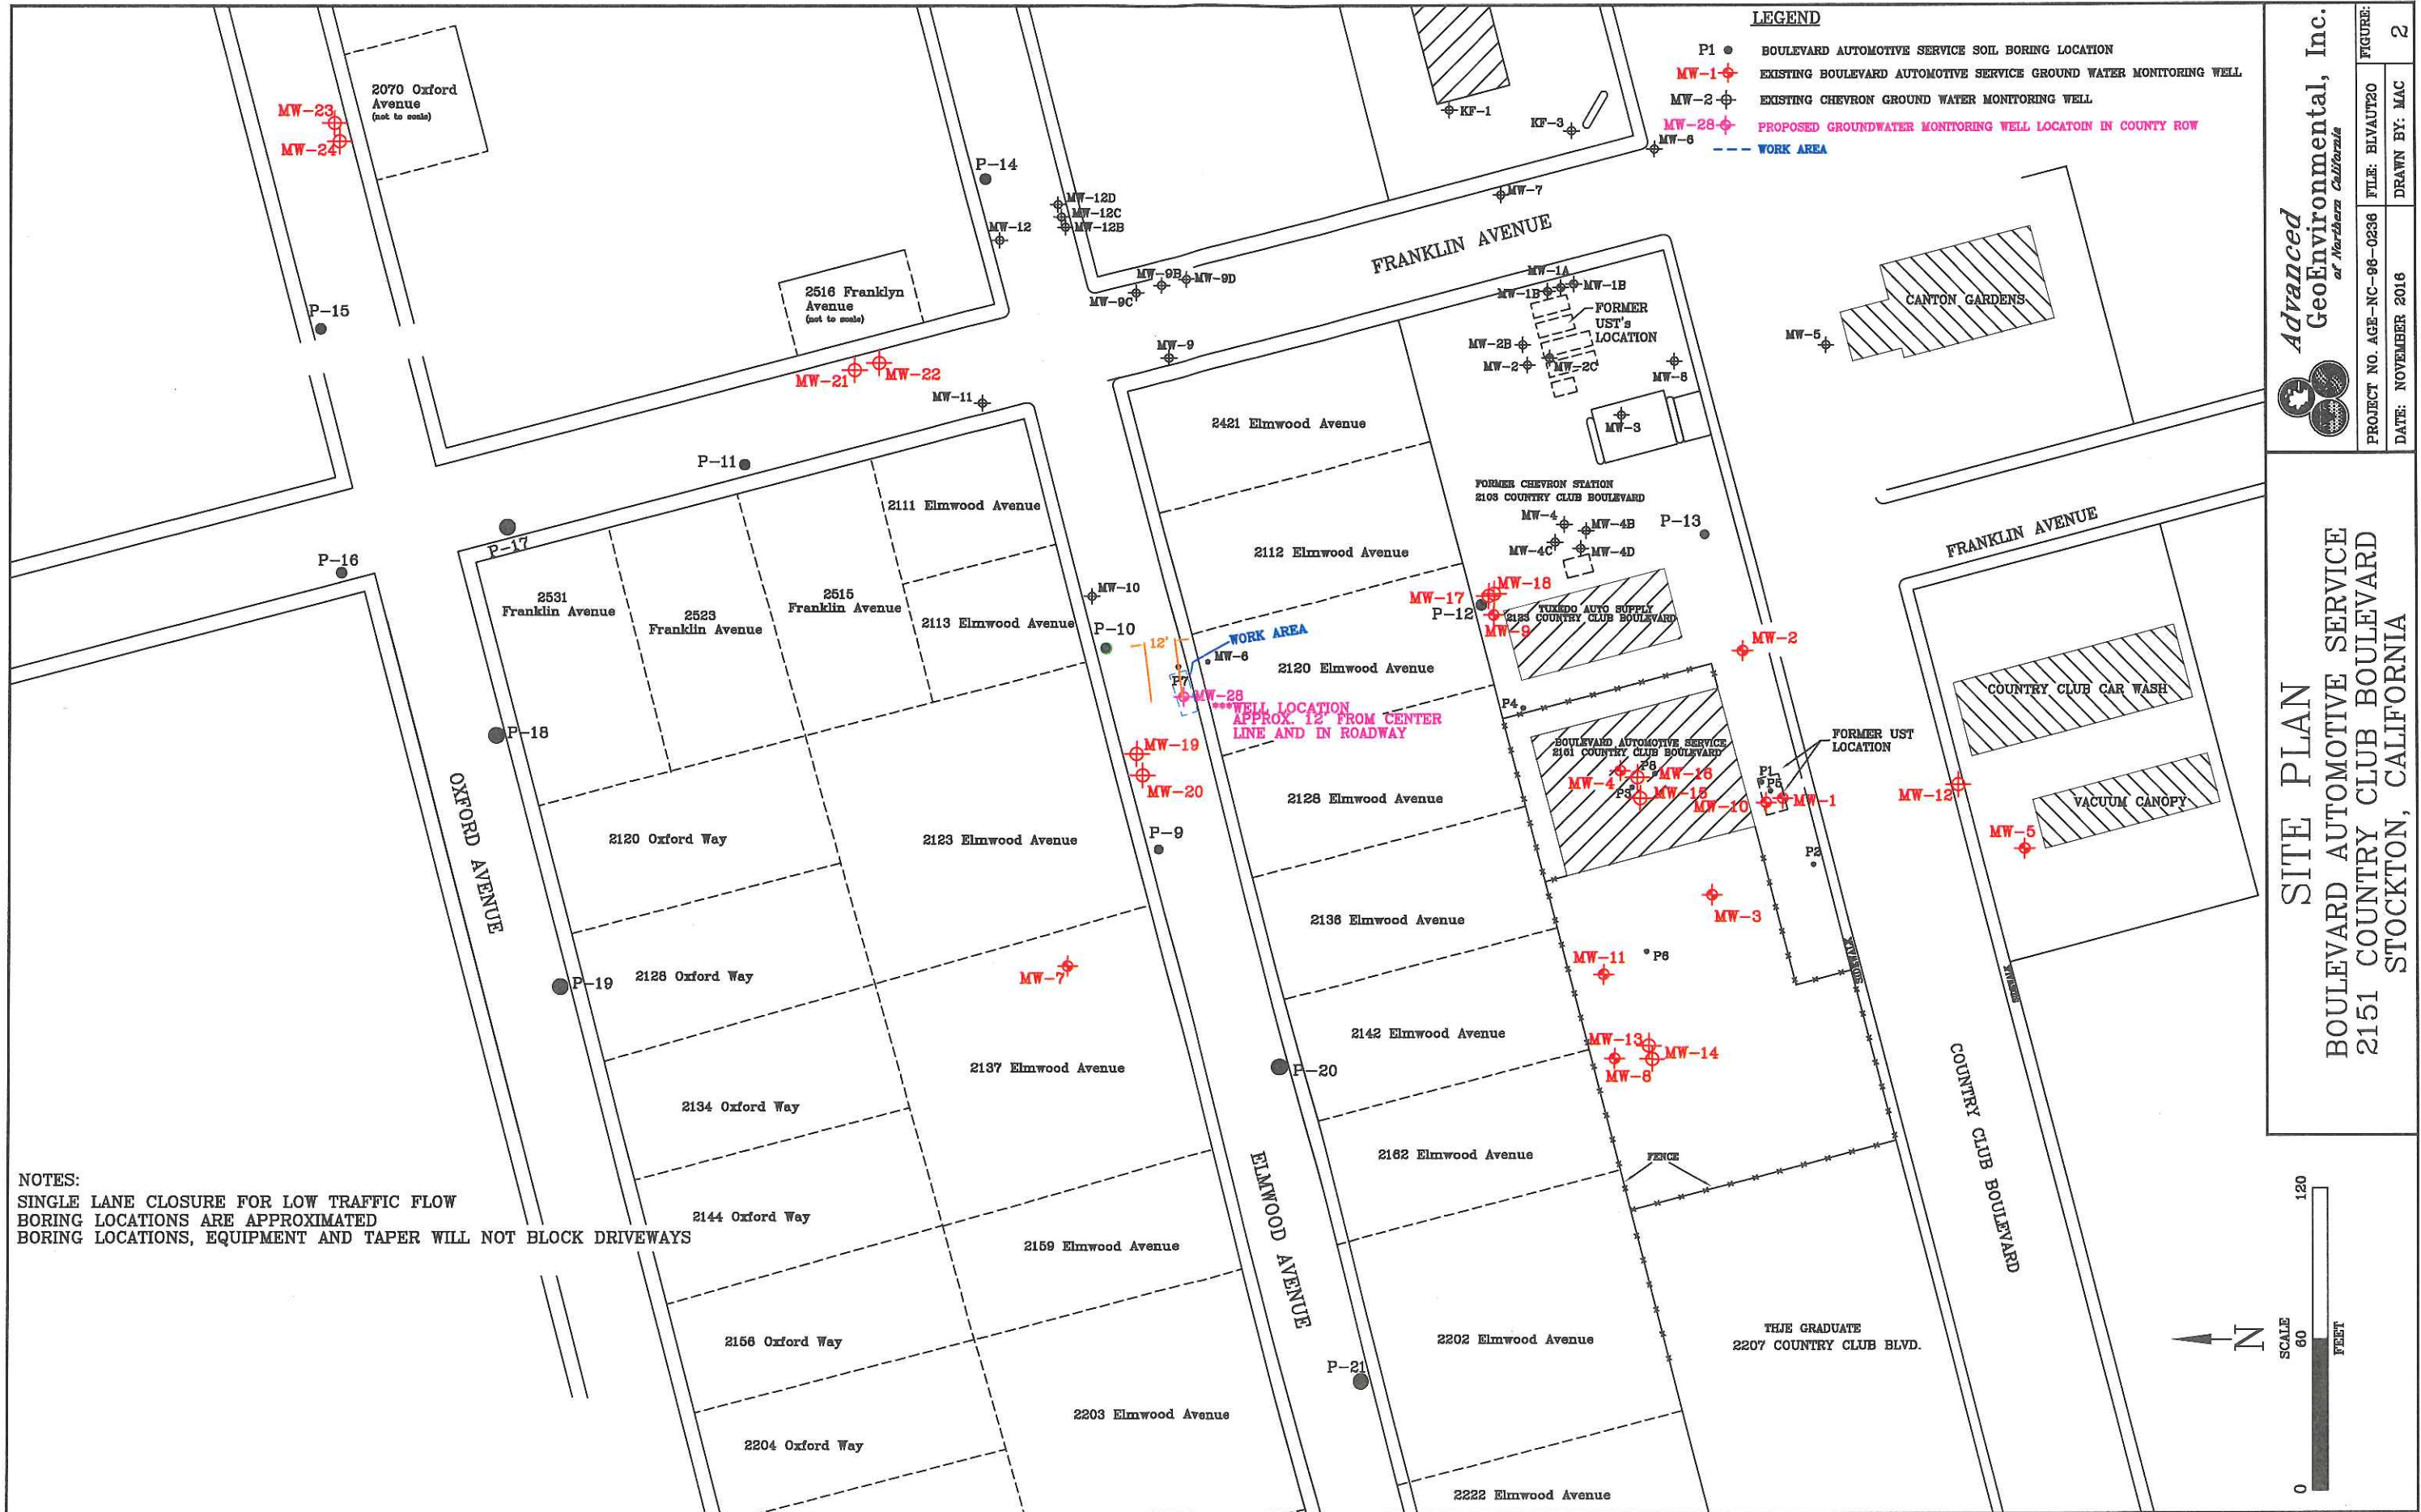 LEGEND
P1 BOULEVARD AUTOMOTIVE SERVICE SOIL BORING LOCATION
MW-1 EXISTING BOULEVARD AUTOMOTIVE SERVICE GROUND WATER MONITORING WELL
MW-2 EXISTING CHEVRON GROUND WATER MONITORING WELL
MW-28 PROPOSED GROUNDWATER MONITORING WELL LOCATOIN IN COUNTY ROW
WORK AREA
2070 Oxford
Avenue
(not to scale)
MW-23
MW-24
P-15
P-16
P-17
P-14
MW-12D
MW-12C
MW-12B
MW-12
2516 Franklyn
Avenue
(not to scale)
MW-21
MW-22
MW-11
P-11
KF-1
KF-3
MW-6
MW-7
FRANKLIN AVENUE
MW-9B
MW-9D
MW-9C
MW-9
MW-1A
MW-1B
MW-1B
FORMER
UST's
LOCATION
MW-2B
MW-2
MW-2C
MW-8
MW-3
MW-5
CANTON GARDENS
FRANKLIN AVENUE
FORMER CHEVRON STATION
2103 COUNTRY CLUB BOULEVARD
MW-4
MW-4B
MW-4C
MW-4D
P-13
2421 Elmwood Avenue
2112 Elmwood Avenue
2111 Elmwood Avenue
2113 Elmwood Avenue
2531
Franklin Avenue
2523
Franklin Avenue
2515
Franklin Avenue
MW-10
P-10
12'
WORK AREA
MW-6
P7
MW-28
***WELL LOCATION
APPROX. 12' FROM CENTER
LINE AND IN ROADWAY
2120 Elmwood Avenue
MW-17
MW-18
P-12
MW-9
TUXEDO AUTO SUPPLY
2123 COUNTRY CLUB BOULEVARD
MW-2
P4
BOULEVARD AUTOMOTIVE SERVICE
2151 COUNTRY CLUB BOULEVARD
MW-4
P8
MW-16
P3
MW-15
MW-10
P1
P5
MW-1
FORMER UST
LOCATION
P2
COUNTRY CLUB CAR WASH
VACUUM CANOPY
MW-12
MW-5
P-18
OXFORD AVENUE
P-19
MW-19
MW-20
P-9
2120 Oxford Way
2123 Elmwood Avenue
2128 Elmwood Avenue
2136 Elmwood Avenue
2128 Oxford Way
MW-7
MW-3
MW-11
P6
SIDEWALK
SIDEWALK
2142 Elmwood Avenue
MW-13
MW-14
MW-8
2137 Elmwood Avenue
P-20
2134 Oxford Way
2162 Elmwood Avenue
FENCE
COUNTRY CLUB BOULEVARD
ELMWOOD AVENUE
2144 Oxford Way
2159 Elmwood Avenue
2156 Oxford Way
2202 Elmwood Avenue
THJE GRADUATE
2207 COUNTRY CLUB BLVD.
P-21
2203 Elmwood Avenue
2204 Oxford Way
2222 Elmwood Avenue
NOTES:
SINGLE LANE CLOSURE FOR LOW TRAFFIC FLOW
BORING LOCATIONS ARE APPROXIMATED
BORING LOCATIONS, EQUIPMENT AND TAPER WILL NOT BLOCK DRIVEWAYS
N
SCALE
0 60 120
FEET
SITE PLAN
BOULEVARD AUTOMOTIVE SERVICE
2151 COUNTRY CLUB BOULEVARD
STOCKTON, CALIFORNIA
Advanced
GeoEnvironmental, Inc.
of Northern California
PROJECT NO. AGE-NC-96-0236
FILE: BLVAUT20
FIGURE:
2
DATE: NOVEMBER 2016
DRAWN BY: MAC